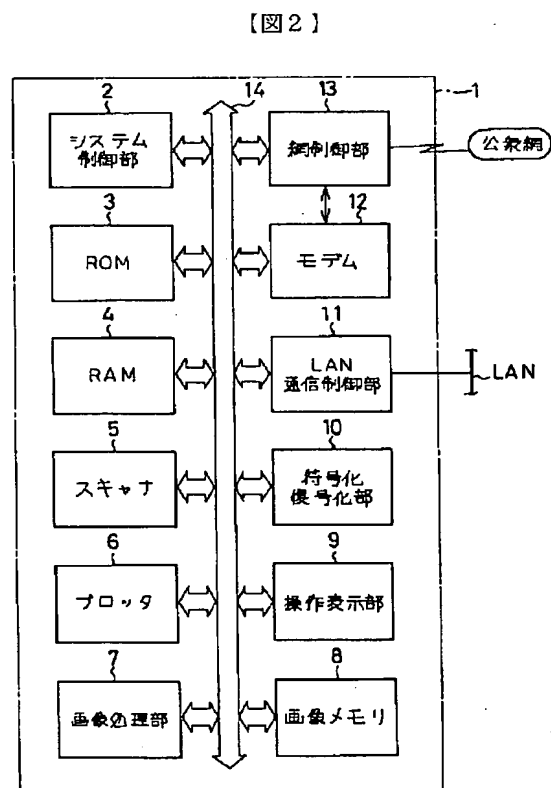 【図２】
1
2
システム
制御部
14
13
網制御部
公衆網
3
ROM
12
モデム
4
RAM
11
LAN
通信制御部
LAN
5
スキャナ
10
符号化
復号化部
6
プロッタ
9
操作表示部
7
画像処理部
8
画像メモリ